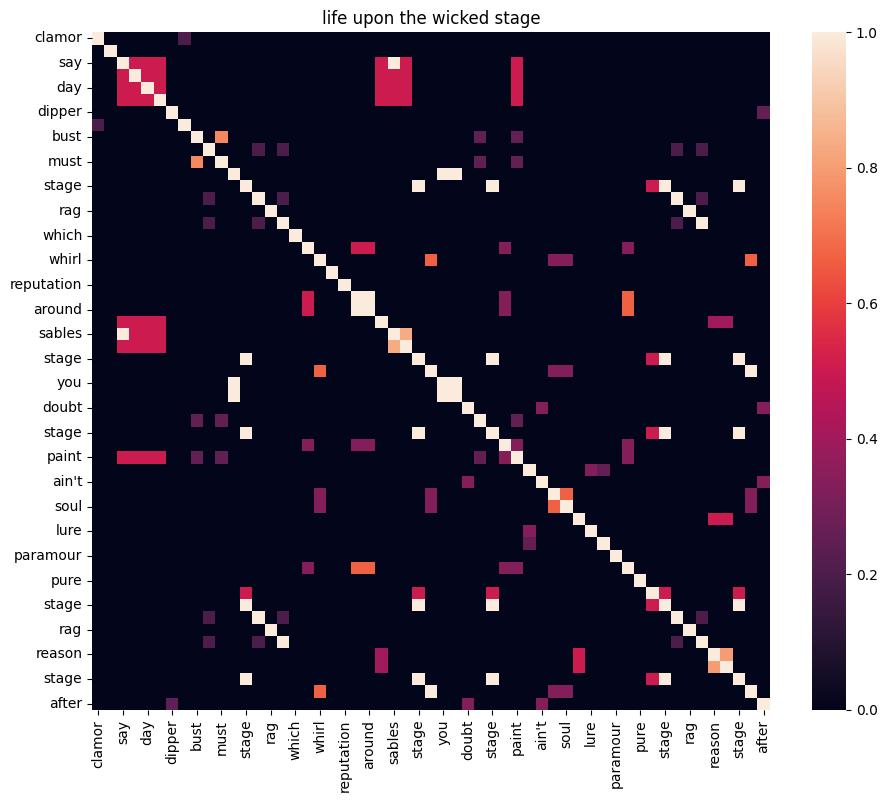 life upon the wicked stage
clamor
say
day
dipper
bust
must
stage
rag
which
whirl
reputation
around
sables
stage
you
doubt
stage
paint
ain't
soul
lure
paramour
pure
stage
rag
reason
stage
after
1.0
0.8
0.6
0.4
0.2
0.0
clamor
say
day
dipper
bust
must
stage
rag
which
whirl
reputation
around
sables
stage
you
doubt
stage
paint
ain't
soul
lure
paramour
pure
stage
rag
reason
stage
after